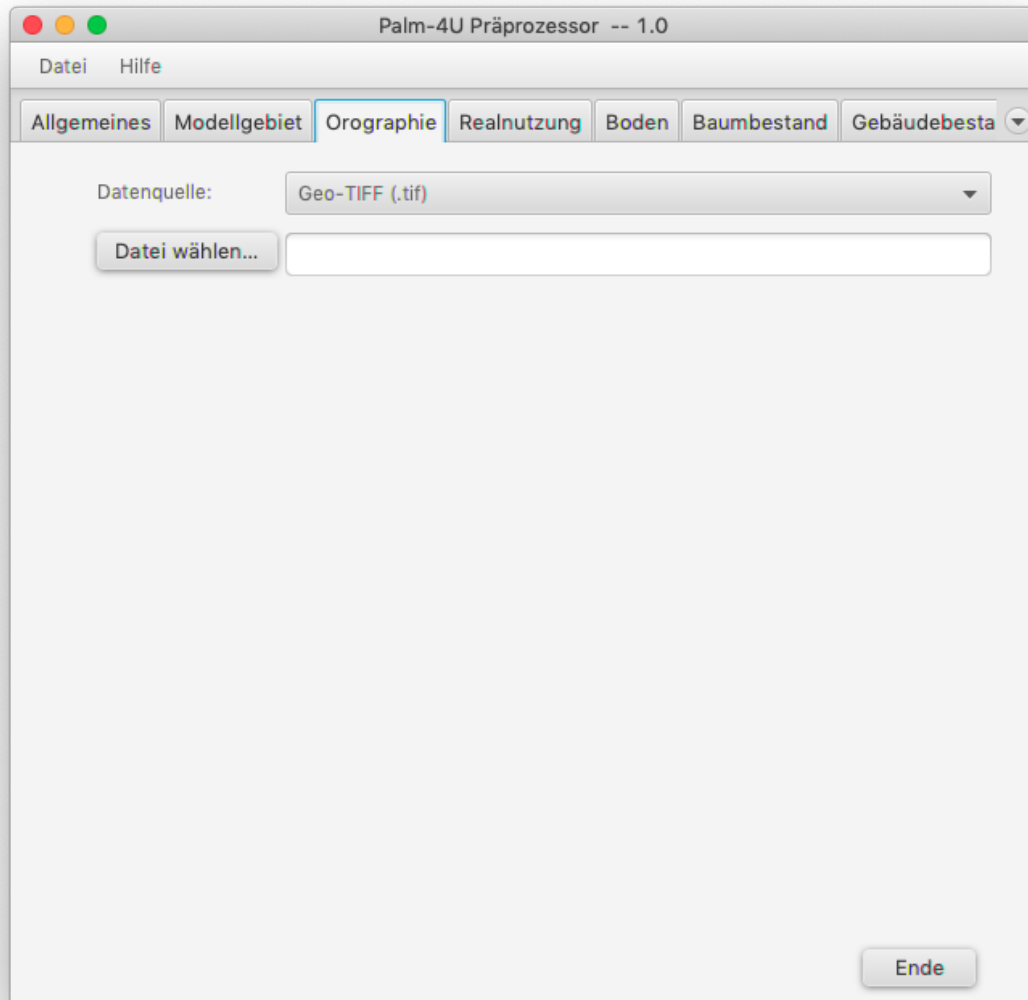 Palm-4U Präprozessor -- 1.0
Datei Hilfe
Allgemeines Modellgebiet Orographie Realnutzung Boden Baumbestand Gebäudebesta
Datenquelle: Geo-TIFF (.tif)
Datei wählen...
Ende